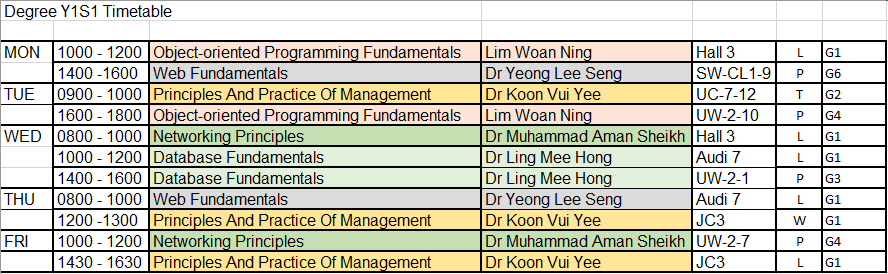 Degree Y1S1 Timetable
MON 1000 - 1200 Object-oriented Programming Fundamentals Lim Woan Ning Hall 3 L G1
1400 -1600 Web Fundamentals Dr Yeong Lee Seng SW-CL1-9 P G6
TUE 0900 - 1000 Principles And Practice Of Management Dr Koon Vui Yee UC-7-12 T G2
1600 - 1800 Object-oriented Programming Fundamentals Lim Woan Ning UW-2-10 P G4
WED 0800 - 1000 Networking Principles Dr Muhammad Aman Sheikh Hall 3 L G1
1000 - 1200 Database Fundamentals Dr Ling Mee Hong Audi 7 L G1
1400 - 1600 Database Fundamentals Dr Ling Mee Hong UW-2-1 P G3
THU 0800 - 1000 Web Fundamentals Dr Yeong Lee Seng Audi 7 L G1
1200 -1300 Principles And Practice Of Management Dr Koon Vui Yee JC3 W G1
FRI 1000 - 1200 Networking Principles Dr Muhammad Aman Sheikh UW-2-7 P G4
1430 - 1630 Principles And Practice Of Management Dr Koon Vui Yee JC3 L G1